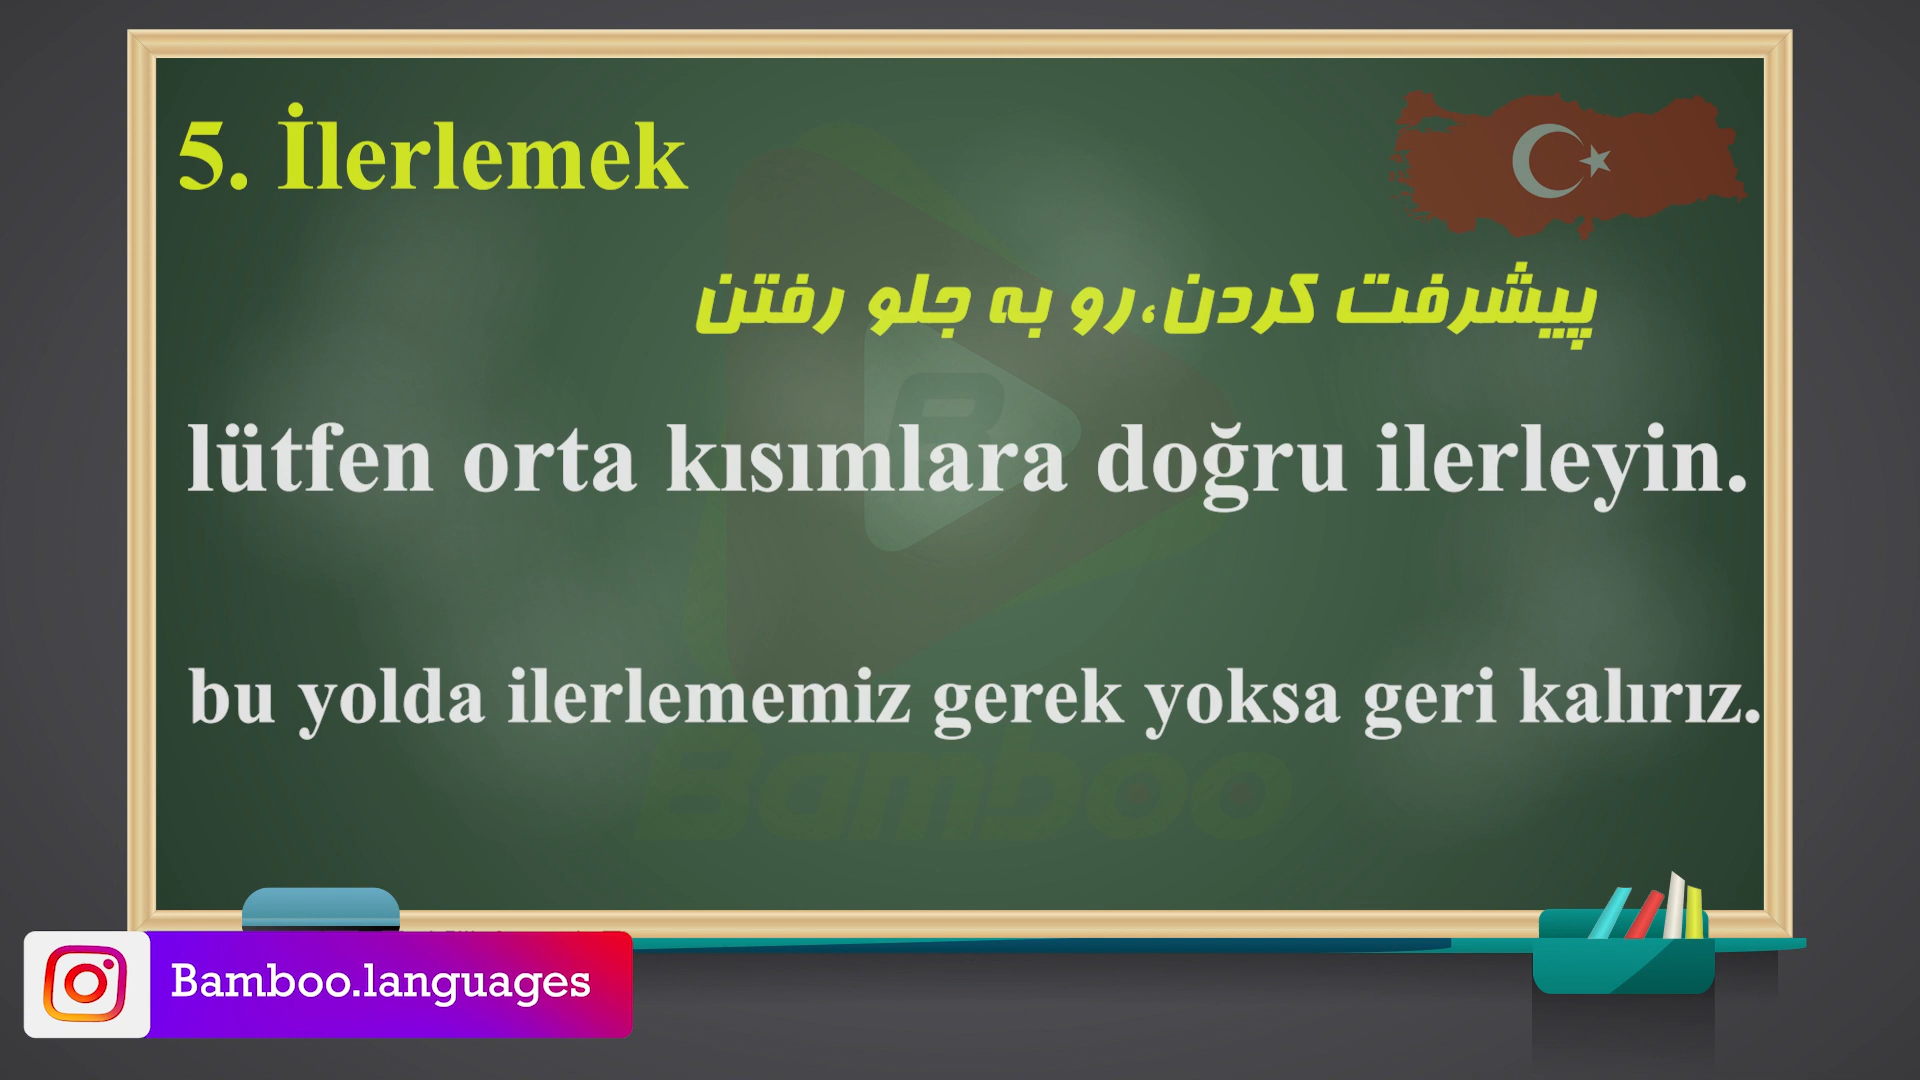 5. İlerlemek
پیشرفت کردن،رو به جلو رفتن
lütfen orta kısımlara doğru ilerleyin.
bu yolda ilerlememiz gerek yoksa geri kalırız.
Bamboo
Bamboo.languages